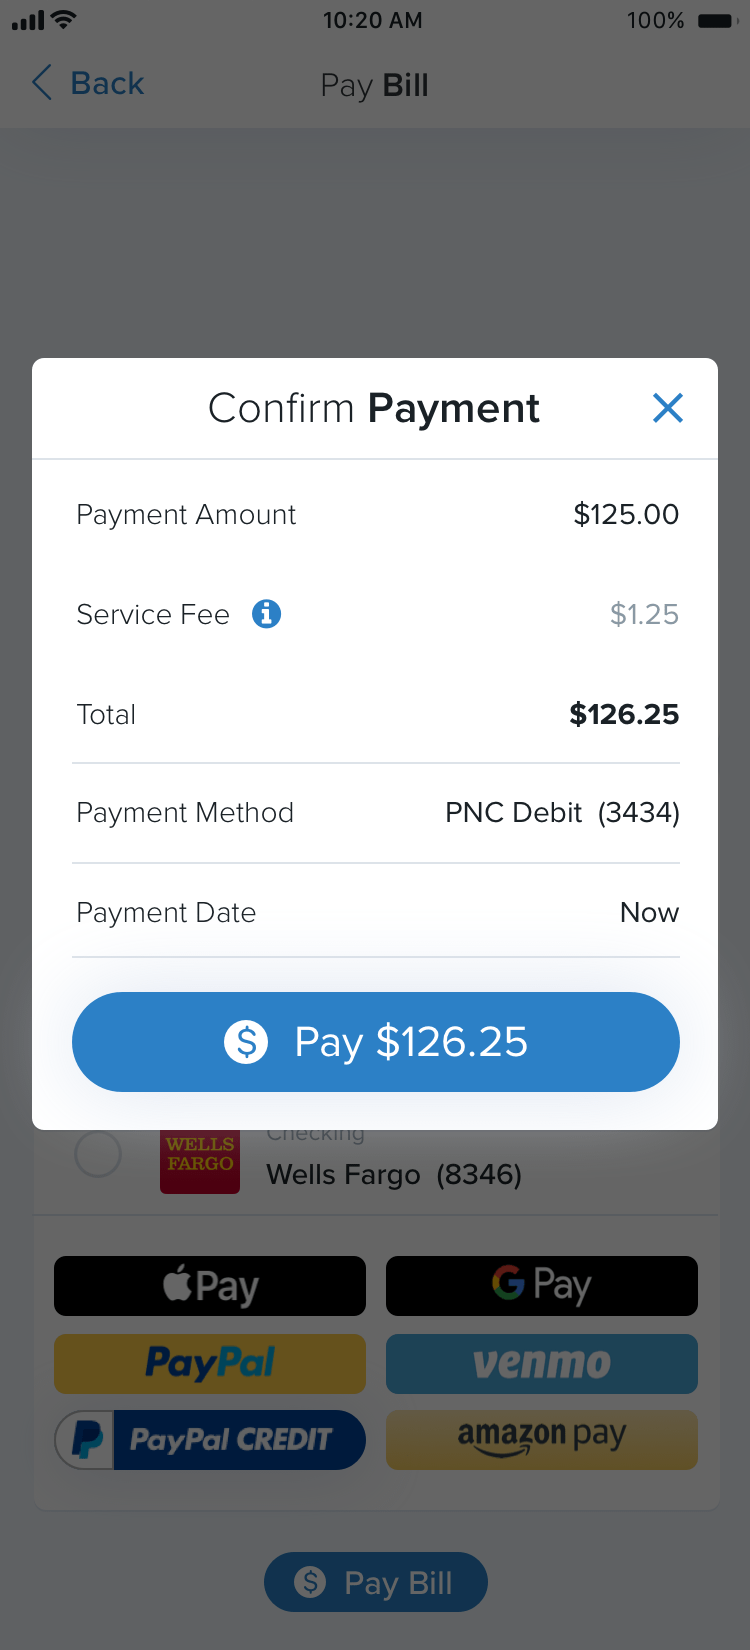 10:20 AM 100%
Back Pay Bill
Confirm Payment
Payment Amount $125.00
Service Fee $1.25
Total $126.25
Payment Method PNC Debit (3434)
Payment Date Now
$ Pay $126.25
Checking
WELLS
FARGO
Wells Fargo (8346)
Pay G Pay
PayPal venmo
P PayPal CREDIT amazon pay
$ Pay Bill